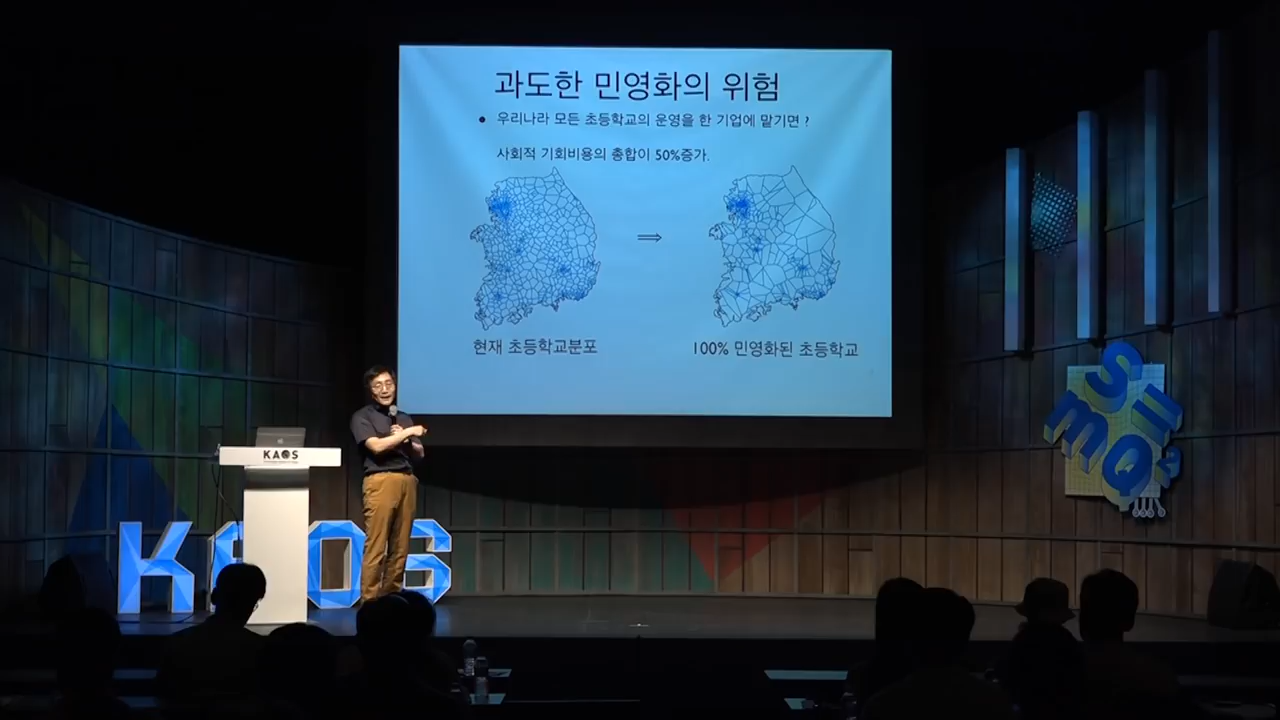 과도한 민영화의 위험
• 우리나라 모든 초등학교의 운영을 한 기업에 맡기면 ?
사회적 기회비용의 총합이 50%증가.
⇒
현재 초등학교분포
100% 민영화된 초등학교
KAOS
KAOS